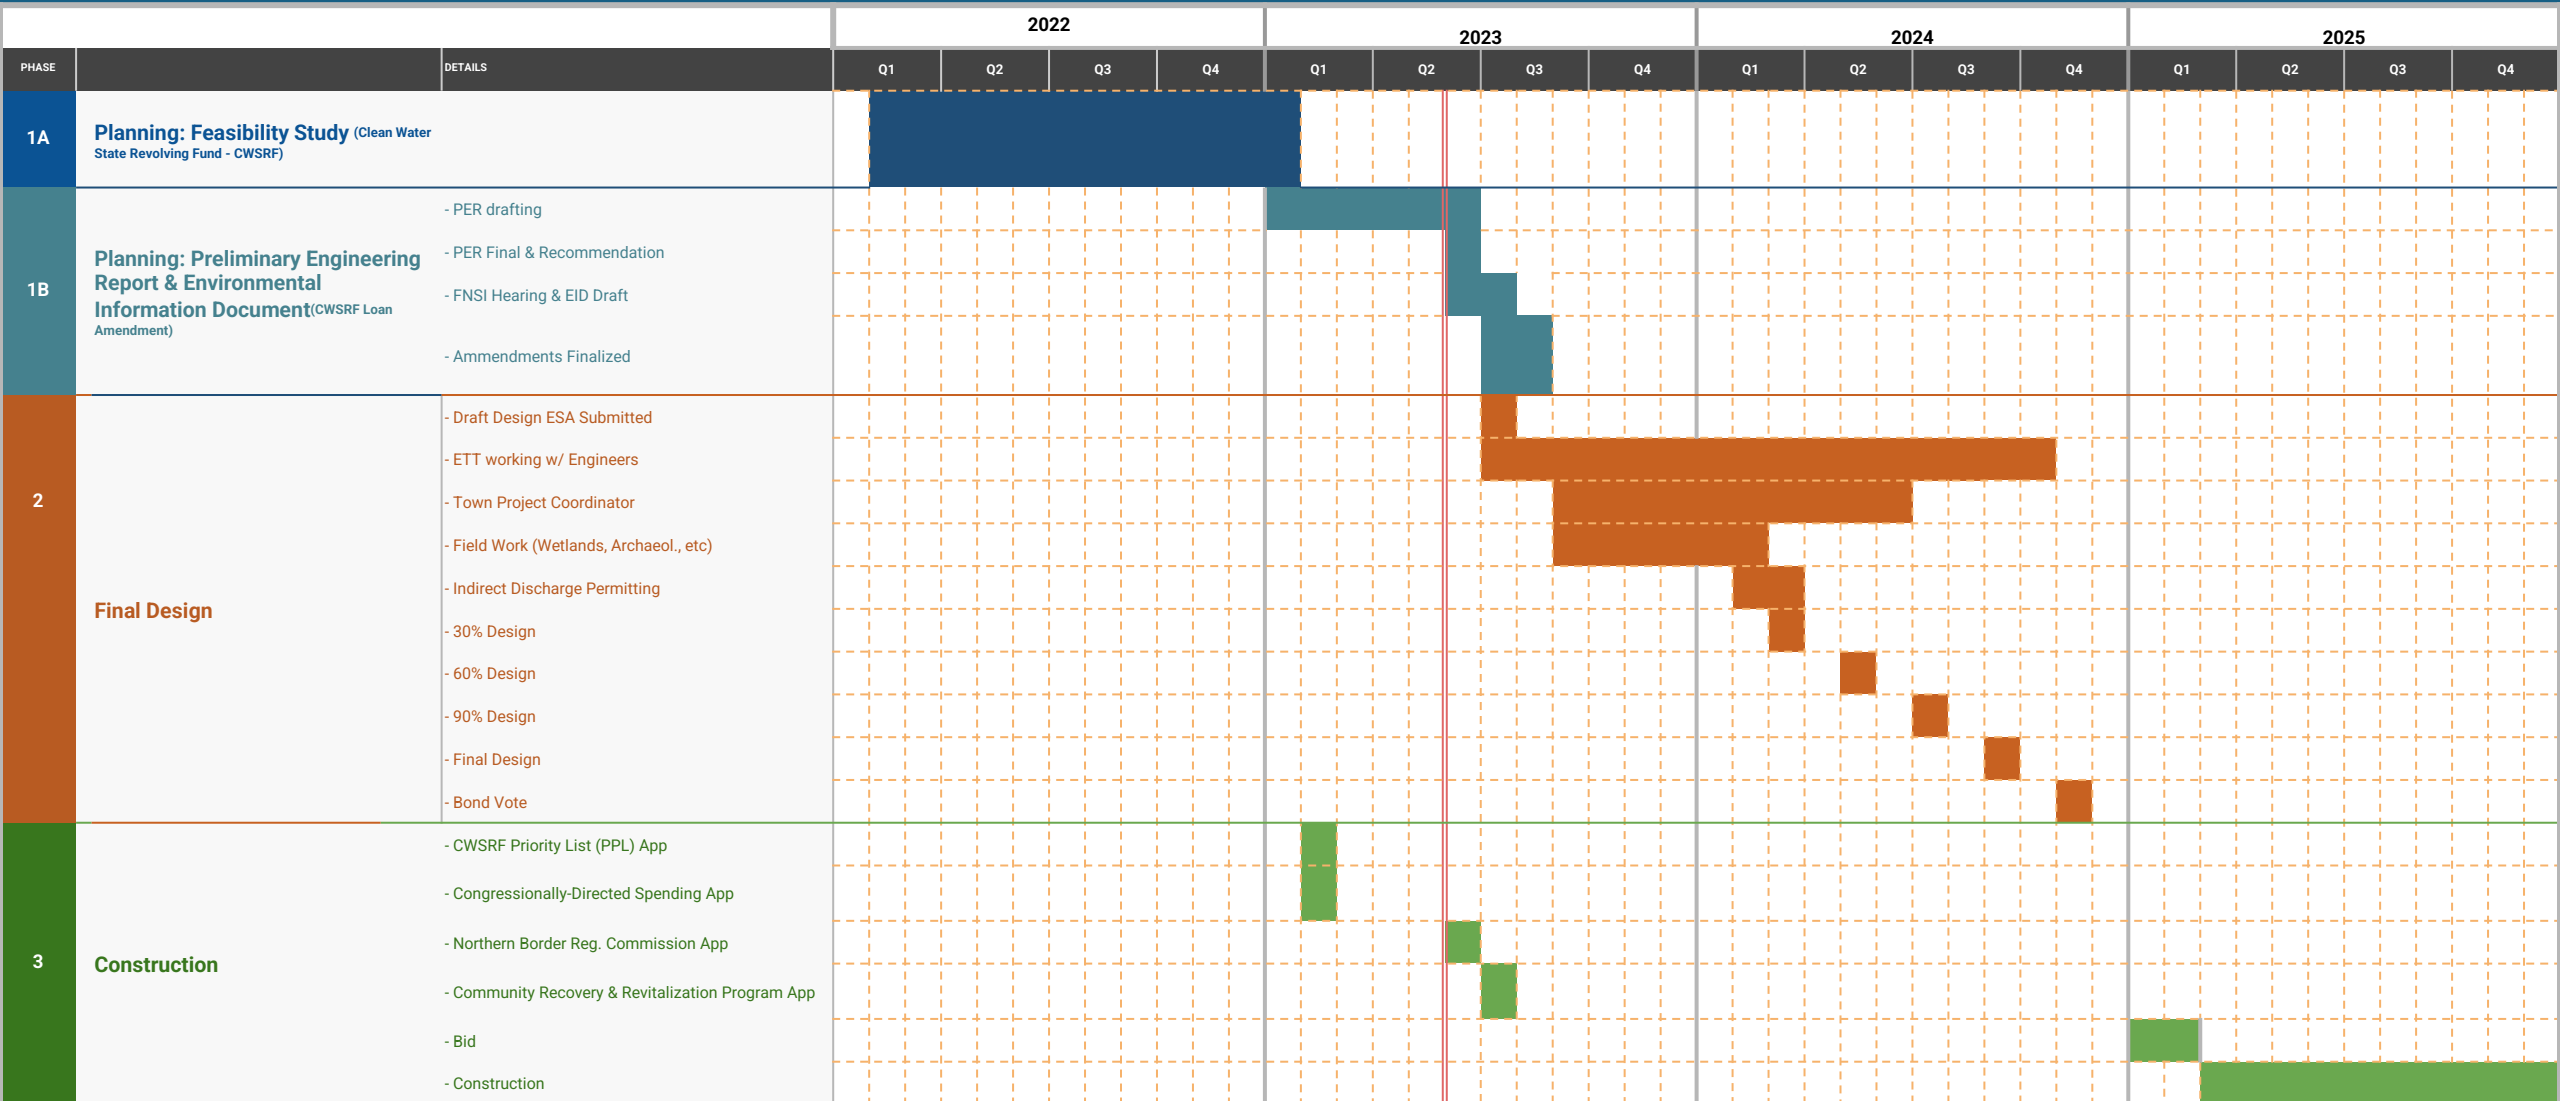 2022
2023
2024
2025
PHASE
DETAILS
Q1
Q2
Q3
Q4
Q1
Q2
Q3
Q4
Q1
Q2
Q3
Q4
Q1
Q2
Q3
Q4
1A
Planning: Feasibility Study (Clean Water
State Revolving Fund - CWSRF)
1B
Planning: Preliminary Engineering
Report & Environmental
Information Document(CWSRF Loan
Amendment)
- PER drafting
- PER Final & Recommendation
- FNSI Hearing & EID Draft
- Ammendments Finalized
2
Final Design
- Draft Design ESA Submitted
- ETT working w/ Engineers
- Town Project Coordinator
- Field Work (Wetlands, Archaeol., etc)
- Indirect Discharge Permitting
- 30% Design
- 60% Design
- 90% Design
- Final Design
- Bond Vote
3
Construction
- CWSRF Priority List (PPL) App
- Congressionally-Directed Spending App
- Northern Border Reg. Commission App
- Community Recovery & Revitalization Program App
- Bid
- Construction